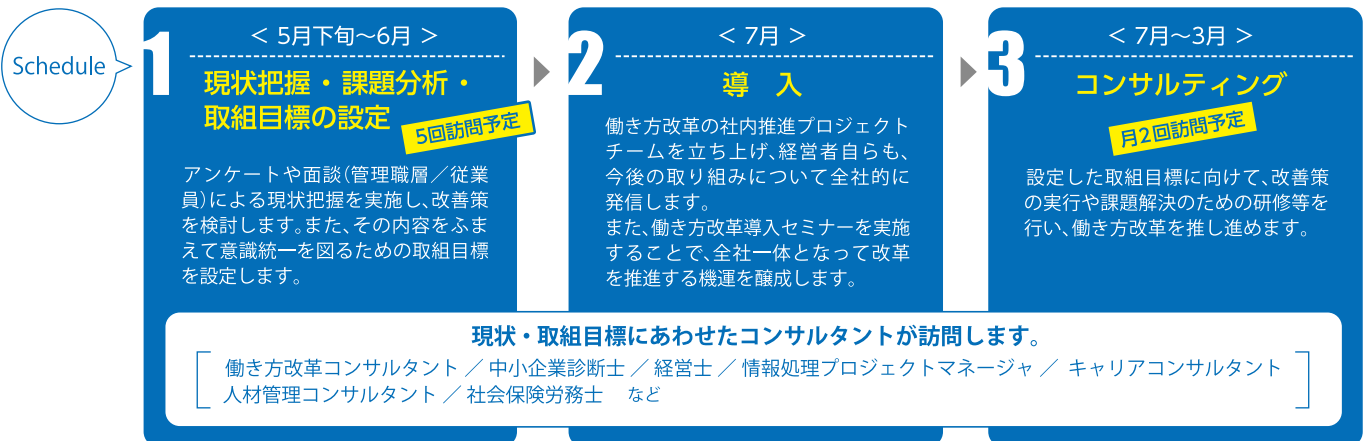 Schedule
1
< 5月下旬～6月 >
現状把握・課題分析・
取組目標の設定
5回訪問予定
アンケートや面談(管理職層／従業
員)による現状把握を実施し、改善策
を検討します。また、その内容をふま
えて意識統一を図るための取組目標
を設定します。
2
< 7月 >
導 入
働き方改革の社内推進プロジェクト
チームを立ち上げ、経営者自らも、
今後の取り組みについて全社的に
発信します。
また、働き方改革導入セミナーを実施
することで、全社一体となって改革
を推進する機運を醸成します。
3
< 7月～3月 >
コンサルティング
月2回訪問予定
設定した取組目標に向けて、改善策
の実行や課題解決のための研修等を
行い、働き方改革を推し進めます。
現状・取組目標にあわせたコンサルタントが訪問します。
働き方改革コンサルタント ／ 中小企業診断士 ／ 経営士 ／ 情報処理プロジェクトマネージャ ／ キャリアコンサルタント
人材管理コンサルタント ／ 社会保険労務士 など